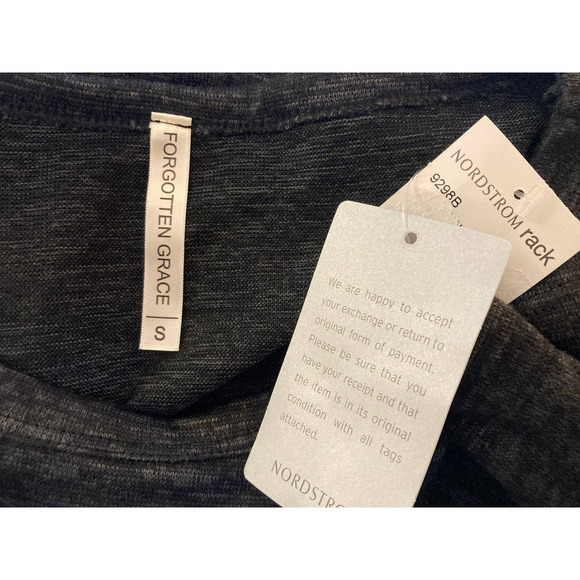 FORGOTTEN GRACE | S
NORDSTROM rack
9298B
We are happy to accept
your exchange or return to
original form of payment.
Please be sure that you
have your receipt and that
the item is in its original
condition with all tags
attached.
NORDSTROM